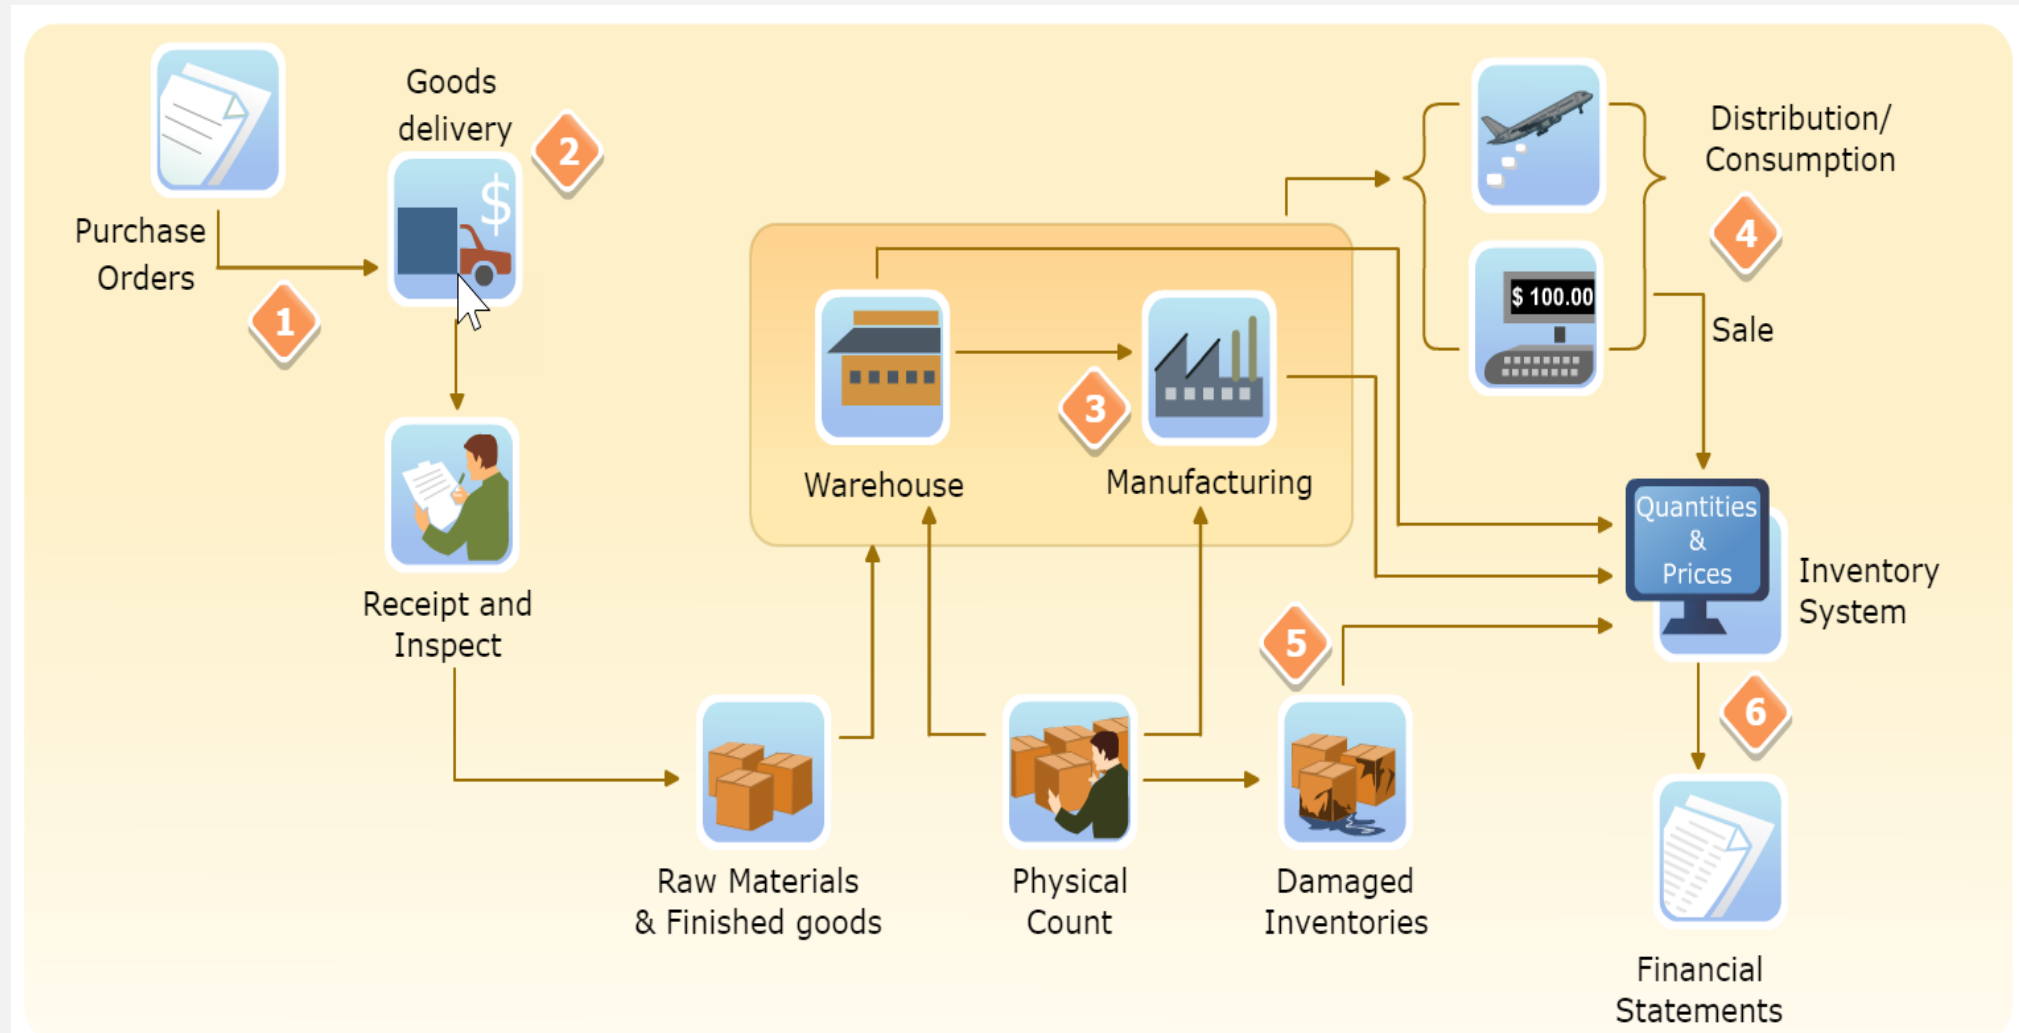 Purchase
Orders
1
Goods
delivery
2
$
Receipt and
Inspect
Raw Materials
& Finished goods
Warehouse
3
Manufacturing
Physical
Count
5
Damaged
Inventories
Distribution/
Consumption
4
$ 100.00
Sale
Quantities
&
Prices
Inventory
System
6
Financial
Statements